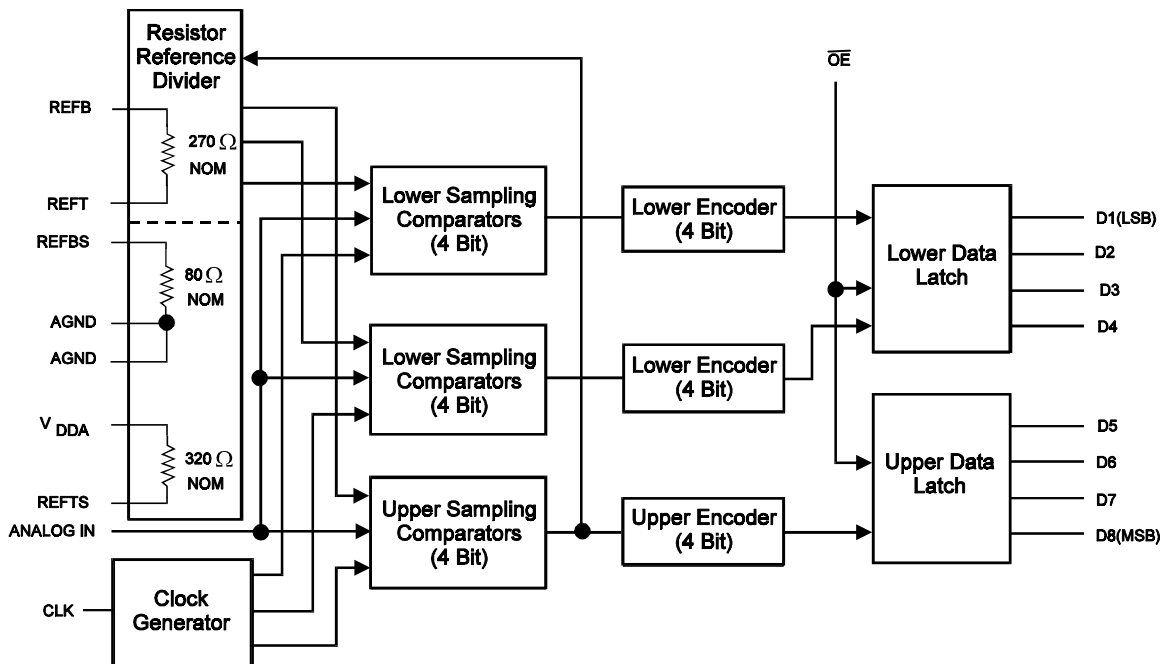 Resistor
Reference
Divider
OE
REFB
270 Ω
NOM
REFT
REFBS
80 Ω
NOM
AGND
AGND
V DDA
320 Ω
NOM
REFTS
ANALOG IN
CLK
Clock
Generator
Lower Sampling
Comparators
(4 Bit)
Lower Sampling
Comparators
(4 Bit)
Upper Sampling
Comparators
(4 Bit)
Lower Encoder
(4 Bit)
Lower Encoder
(4 Bit)
Upper Encoder
(4 Bit)
Lower Data
Latch
Upper Data
Latch
D1(LSB)
D2
D3
D4
D5
D6
D7
D8(MSB)